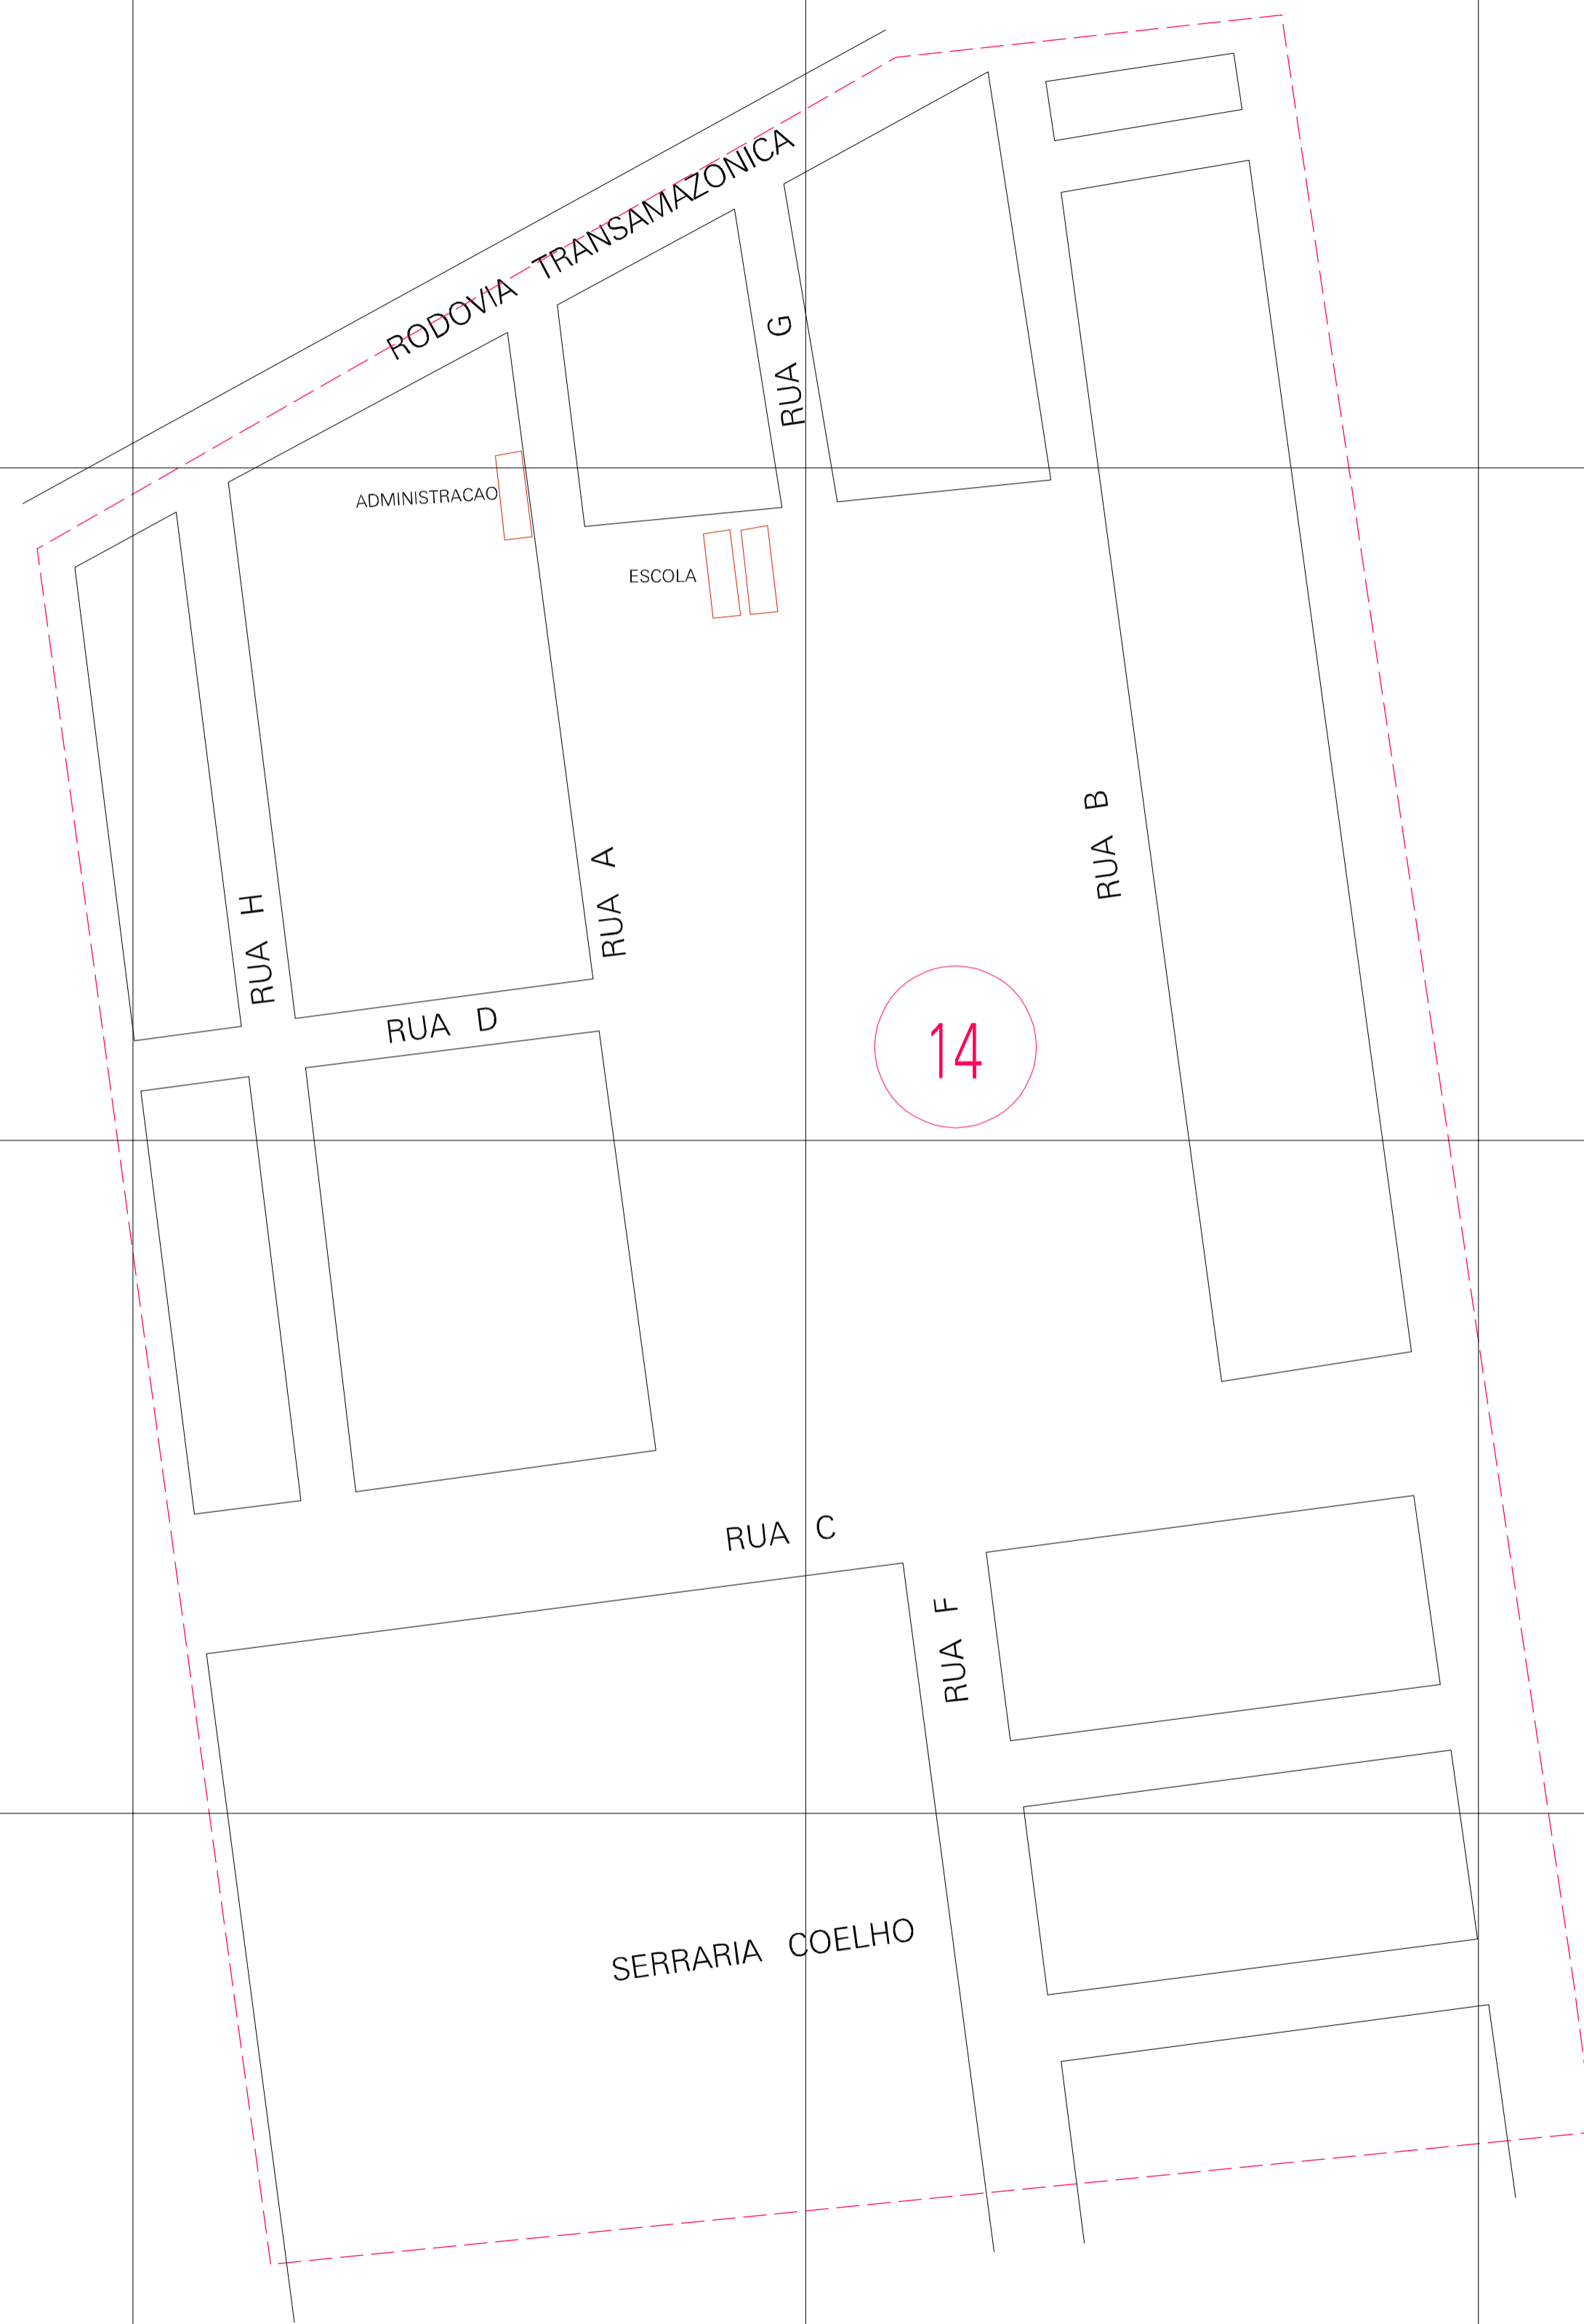 RODOVIA TRANSAMAZONICA
RUA G
ADMINISTRACAO
ESCOLA
RUA B
RUA A
RUA H
RUA D
14
RUA C
RUA F
SERRARIA COELHO